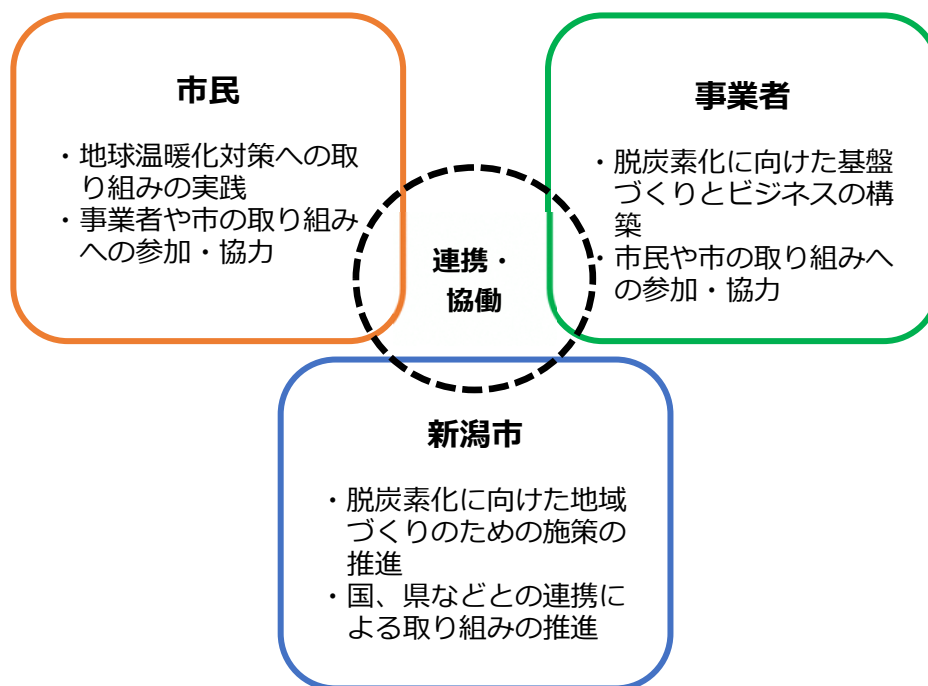 市民
・地球温暖化対策への取
り組みの実践
・事業者や市の取り組み
への参加・協力
事業者
・脱炭素化に向けた基盤
づくりとビジネスの構
築
・市民や市の取り組みへ
の参加・協力
連携・
協働
新潟市
・脱炭素化に向けた地域
づくりのための施策の
推進
・国、県などとの連携に
よる取り組みの推進